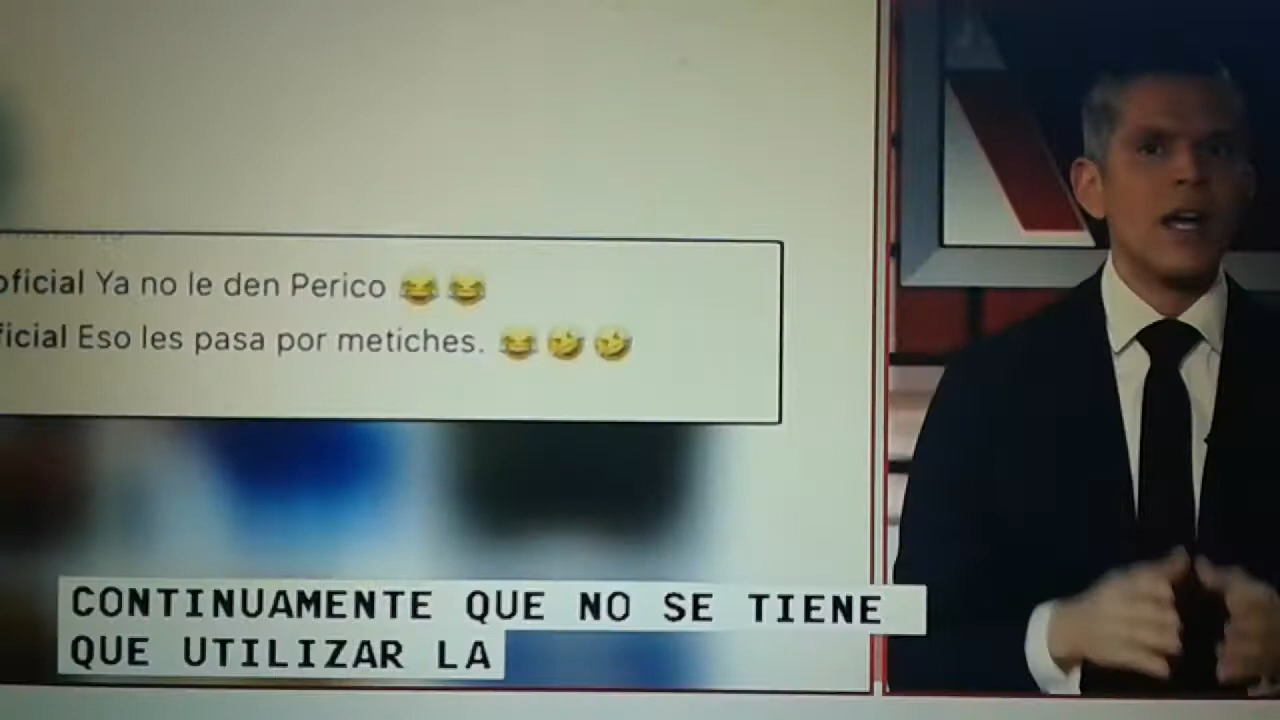 oficial Ya no le den Perico 😂 😂
ficial Eso les pasa por metiches. 😂 🤣 🤣
CONTINUAMENTE QUE NO SE TIENE
QUE UTILIZAR LA